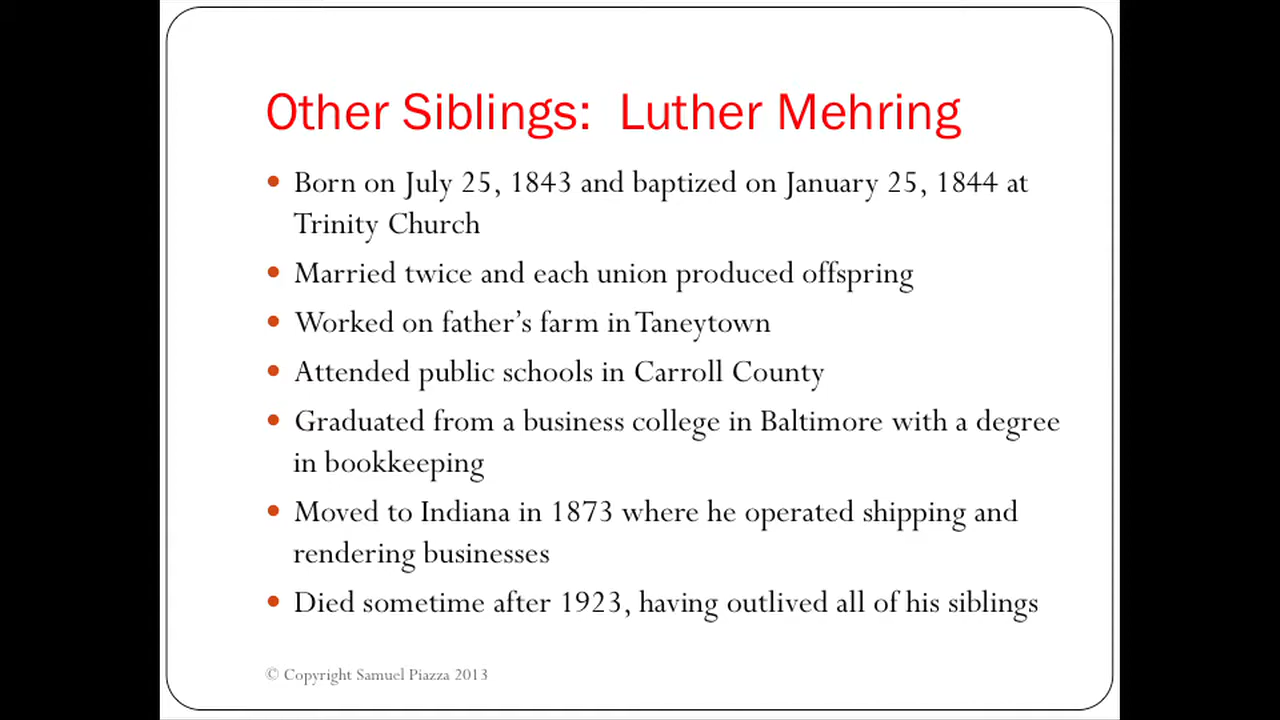 Other Siblings: Luther Mehring
• Born on July 25, 1843 and baptized on January 25, 1844 at
Trinity Church
• Married twice and each union produced offspring
• Worked on father’s farm in Taneytown
• Attended public schools in Carroll County
• Graduated from a business college in Baltimore with a degree
in bookkeeping
• Moved to Indiana in 1873 where he operated shipping and
rendering businesses
• Died sometime after 1923, having outlived all of his siblings
© Copyright Samuel Piazza 2013